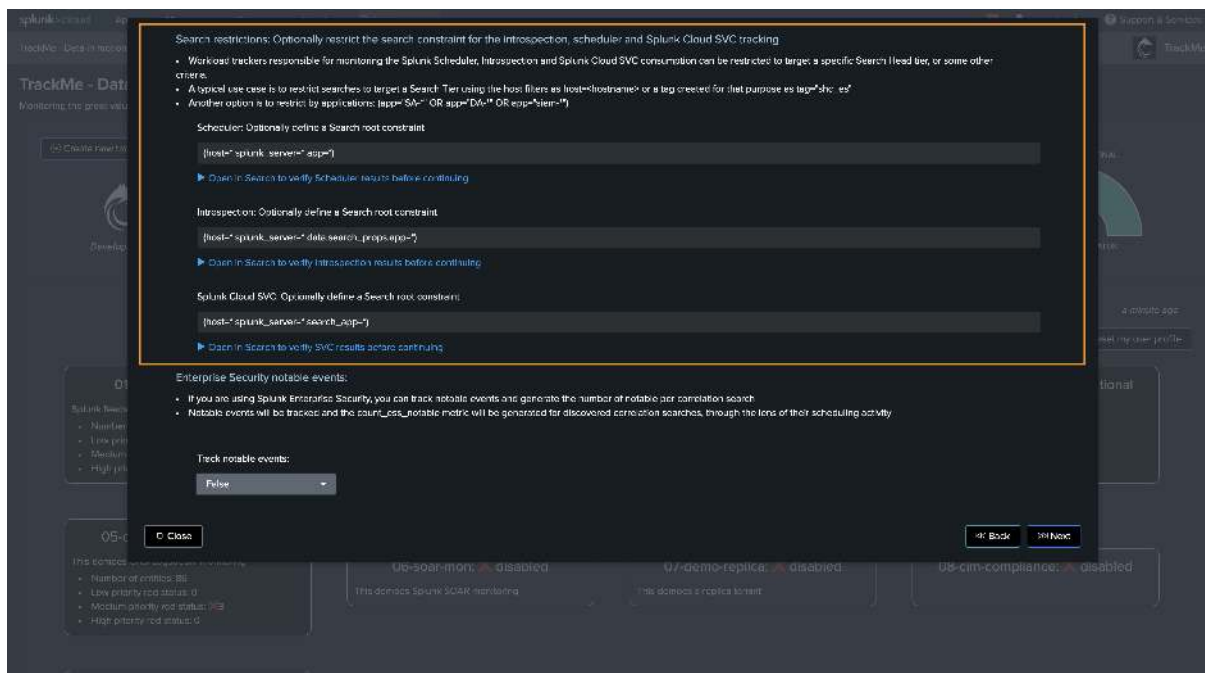 splunk>cloud
Support & Services
TrackMe
TrackMe - Data
Search restrictions: Optionally restrict the search constraint for the introspection, scheduler and Splunk Cloud SVC tracking
• Workload trackers responsible for monitoring the Splunk Scheduler, Introspection and Splunk Cloud SVC consumption can be restricted to target a specific Search Head tier, or some other
criteria.
• A typical use case is to restrict searches to target a Search Tier using the host filters as host=<hostname> or a tag created for that purpose as tag="shc_es"
• Another option is to restrict by applications: (app="SA-*" OR app="DA-*" OR app="siem-*")
Scheduler: Optionally define a Search root constraint
(host=* splunk_server=* app=*)
Open in Search to verify Scheduler results before continuing
Introspection: Optionally define a Search root constraint
(host=* splunk_server=* data.search_props.app=*)
Open in Search to verify Introspection results before continuing
Splunk Cloud SVC: Optionally define a Search root constraint
(host=* splunk_server=* search_app=*)
Open in Search to verify SVC results before continuing
a minute ago
Enterprise Security notable events:
• If you are using Splunk Enterprise Security, you can track notable events and generate the number of notable per correlation search
• Notable events will be tracked and the count_ess_notable metric will be generated for discovered correlation searches, through the lens of their scheduling activity
Track notable events:
False
Close
Back
Next
06-soar-mon: disabled
07-demo-replica: disabled
08-cim-compliance: disabled
This demoes Splunk SOAR monitoring
This demoes a replica tenant
• Number of entities: 86
• Low priority red status: 0
• Medium priority red status:
• High priority red status: 0